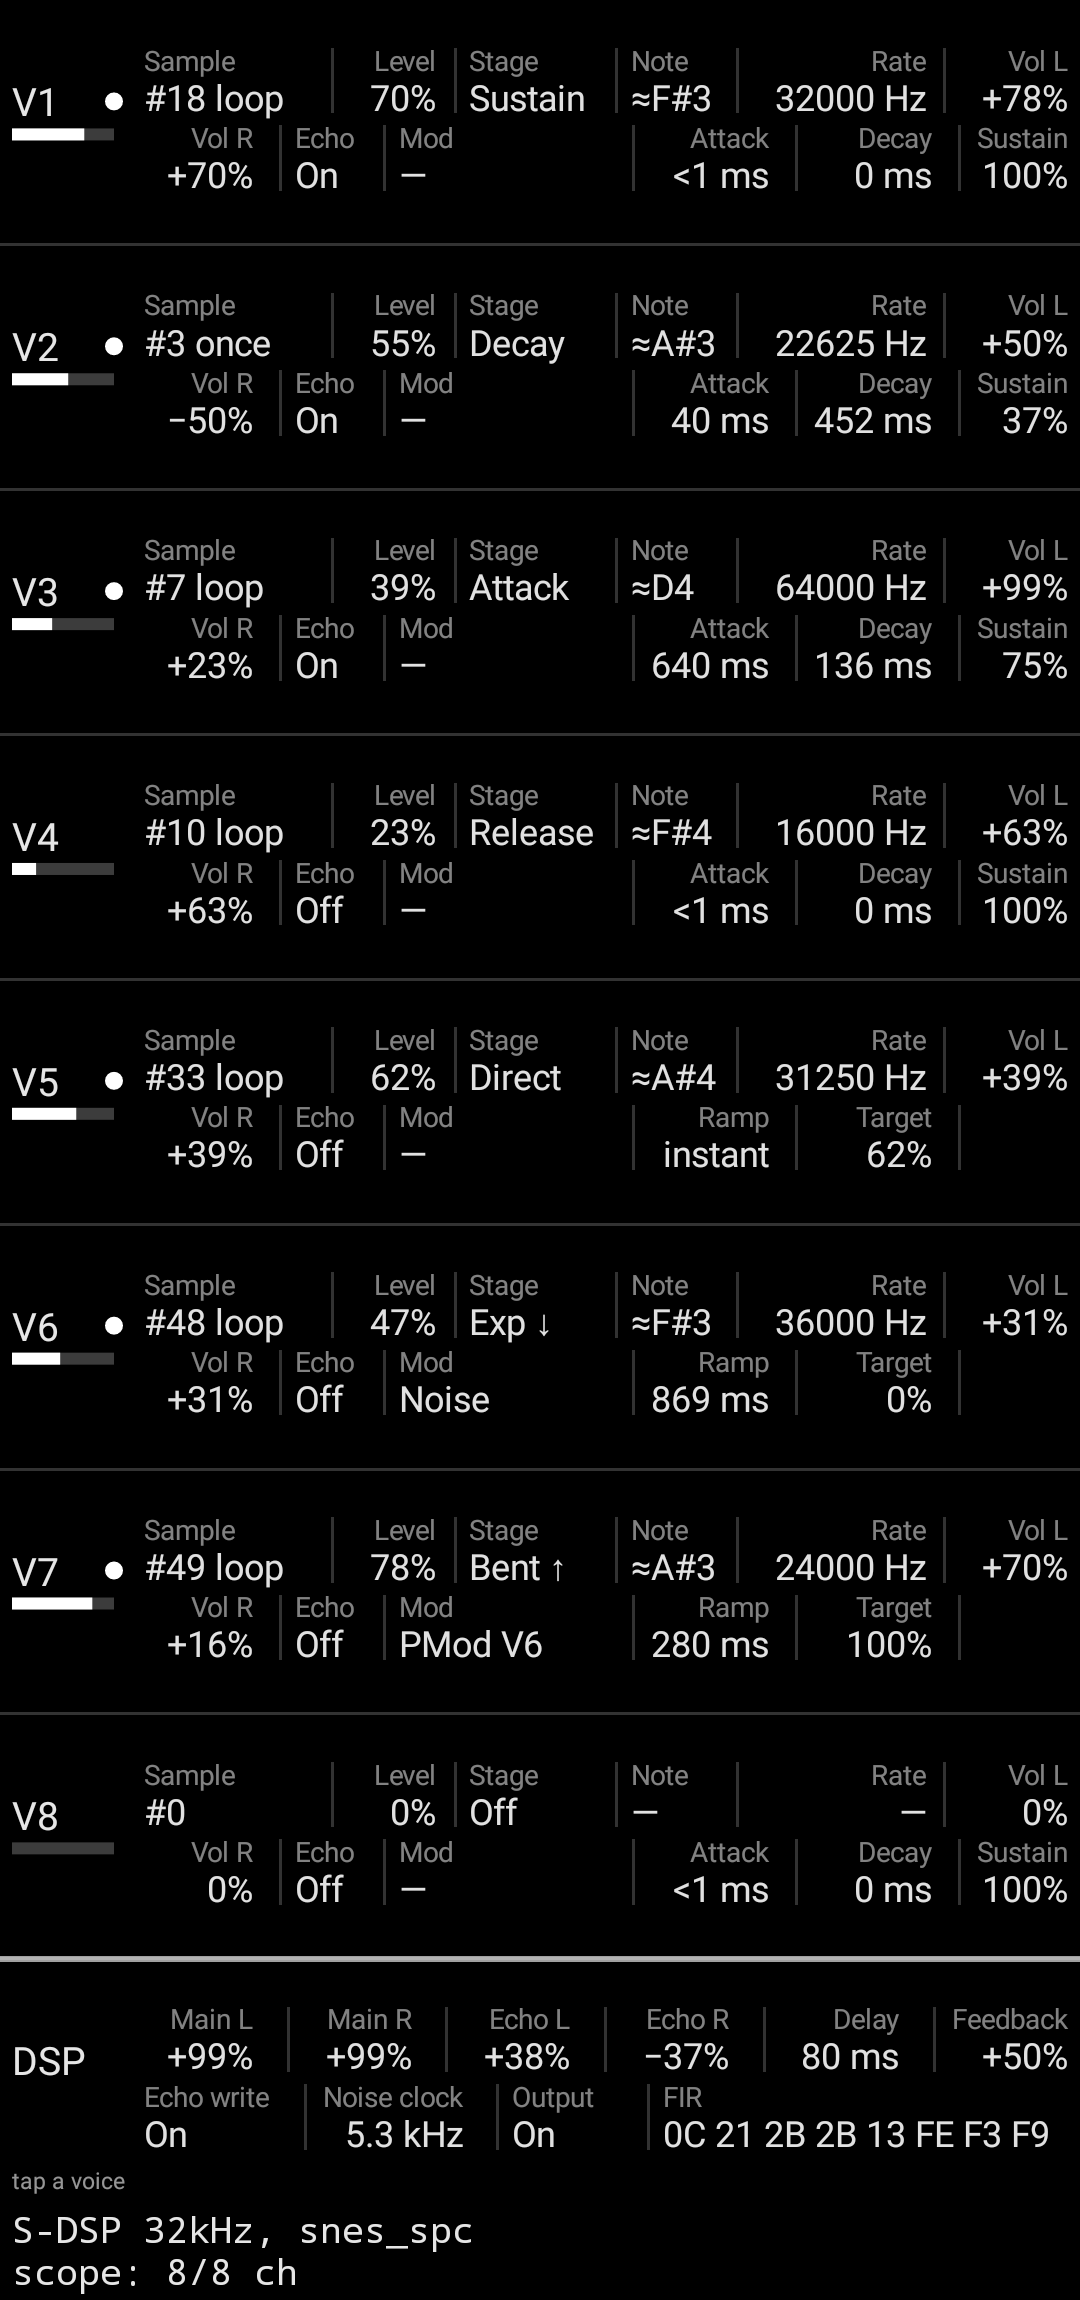 Sample Level Stage Note Rate Vol L
V1 #18 loop 70% Sustain ≈F#3 32000 Hz +78%
Vol R Echo Mod Attack Decay Sustain
+70% On — <1 ms 0 ms 100%
Sample Level Stage Note Rate Vol L
V2 #3 once 55% Decay ≈A#3 22625 Hz +50%
Vol R Echo Mod Attack Decay Sustain
−50% On — 40 ms 452 ms 37%
Sample Level Stage Note Rate Vol L
V3 #7 loop 39% Attack ≈D4 64000 Hz +99%
Vol R Echo Mod Attack Decay Sustain
+23% On — 640 ms 136 ms 75%
Sample Level Stage Note Rate Vol L
V4 #10 loop 23% Release ≈F#4 16000 Hz +63%
Vol R Echo Mod Attack Decay Sustain
+63% Off — <1 ms 0 ms 100%
Sample Level Stage Note Rate Vol L
V5 #33 loop 62% Direct ≈A#4 31250 Hz +39%
Vol R Echo Mod Ramp Target
+39% Off — instant 62%
Sample Level Stage Note Rate Vol L
V6 #48 loop 47% Exp ↓ ≈F#3 36000 Hz +31%
Vol R Echo Mod Ramp Target
+31% Off Noise 869 ms 0%
Sample Level Stage Note Rate Vol L
V7 #49 loop 78% Bent ↑ ≈A#3 24000 Hz +70%
Vol R Echo Mod Ramp Target
+16% Off PMod V6 280 ms 100%
Sample Level Stage Note Rate Vol L
V8 #0 0% Off — — 0%
Vol R Echo Mod Attack Decay Sustain
0% Off — <1 ms 0 ms 100%
Main L Main R Echo L Echo R Delay Feedback
DSP +99% +99% +38% −37% 80 ms +50%
Echo write Noise clock Output FIR
On 5.3 kHz On 0C 21 2B 2B 13 FE F3 F9
tap a voice
S-DSP 32kHz, snes_spc
scope: 8/8 ch